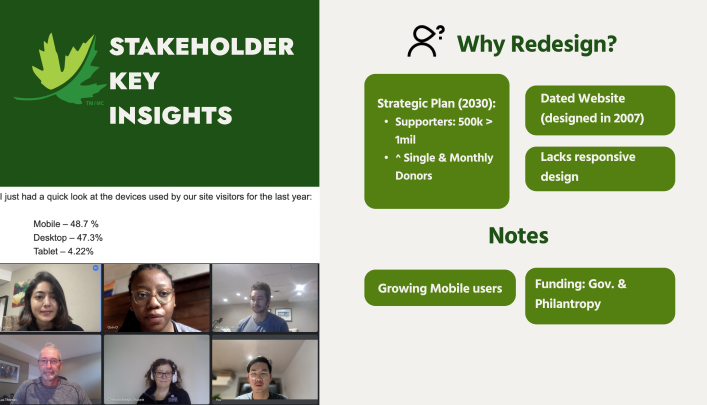 STAKEHOLDER
KEY
INSIGHTS
TM/MC
I just had a quick look at the devices used by our site visitors for the last year:
Mobile – 48.7 %
Desktop – 47.3%
Tablet – 4.22%
?
Why Redesign?
Strategic Plan (2030):
• Supporters: 500k >
1mil
• ^ Single & Monthly
Donors
Dated Website
(designed in 2007)
Lacks responsive
design
Notes
Growing Mobile users
Funding: Gov. &
Philantropy